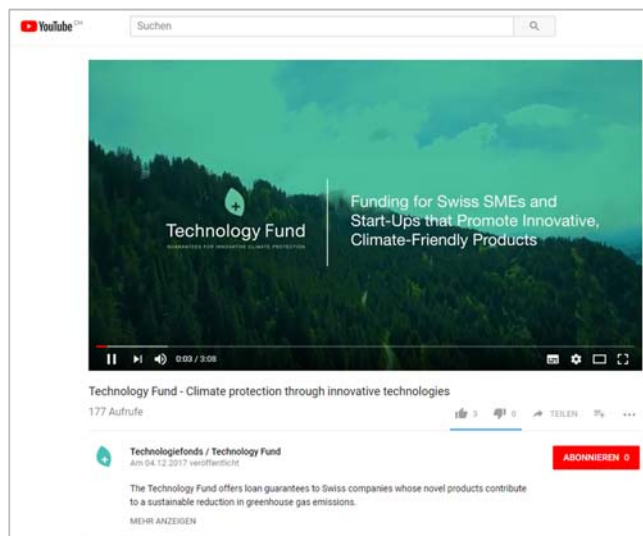 YouTube CH
Suchen
Technology Fund
GUARANTEES FOR INNOVATIVE CLIMATE PROTECTION
Funding for Swiss SMEs and
Start-Ups that Promote Innovative,
Climate-Friendly Products
0:03 / 3:08
Technology Fund - Climate protection through innovative technologies
177 Aufrufe
3
0
TEILEN
Technologiefonds / Technology Fund
Am 04.12.2017 veröffentlicht
ABONNIEREN 0
The Technology Fund offers loan guarantees to Swiss companies whose novel products contribute
to a sustainable reduction in greenhouse gas emissions.
MEHR ANZEIGEN